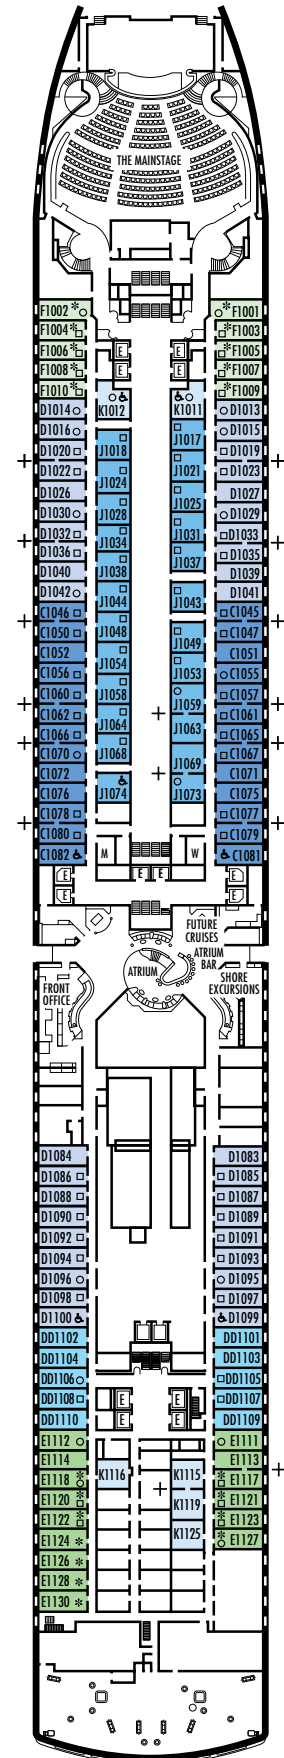 THE MAINSTAGE
F1002 *○ ○* F1001
F1004 *□ □* F1003
E E
F1006 *□ □* F1005
F1008 *□ □* F1007
E E
F1010 *□ □* F1009
D1014 ○ K1012 K1011 ○ D1013
D1016 ○ J1017 ○ D1015
D1020 □ J1018 □ D1019
D1022 □ J1021 D1023
D1026 J1024 D1027
D1030 ○ J1028 J1025 ○ D1029
D1032 □ J1034 J1031 □ D1033
D1036 □ J1037 □ D1035
D1040 J1038 D1039
D1042 ○ J1044 J1043 D1041
C1046 □ □ C1045
C1050 □ J1048 J1049 □ C1047
C1052 J1054 C1051
C1056 □ J1053 ○ C1055
C1060 □ J1058 J1059 □ C1057
C1062 □ J1064 J1063 □ C1061
C1066 □ □ C1065
C1070 ○ J1068 J1069 □ C1067
C1072 C1071
C1076 J1074 J1073 C1075
C1078 □ □ C1077
C1080 □ □ C1079
C1082 M W C1081
E E E E
E E
FUTURE
CRUISES
ATRIUM
BAR
ATRIUM
FRONT
OFFICE
SHORE
EXCURSIONS
D1084 D1083
D1086 □ □ D1085
D1088 □ □ D1087
D1090 □ □ D1089
D1092 □ □ D1091
D1094 □ □ D1093
D1096 ○ ○ D1095
D1098 □ □ D1097
D1100 D1099
DD1102 DD1101
DD1104 DD1103
DD1106 ○ □ DD1105
E E
DD1108 □ □ DD1107
E E
DD1110 DD1109
E1112 ○ ○ E1111
E1114 E1113
E1118 K1116 K1115 E1117
E1120 K1119 E1121
E1122 E1123
E1124 * K1125 E1127
E1126 *
E1128 *
E1130 *